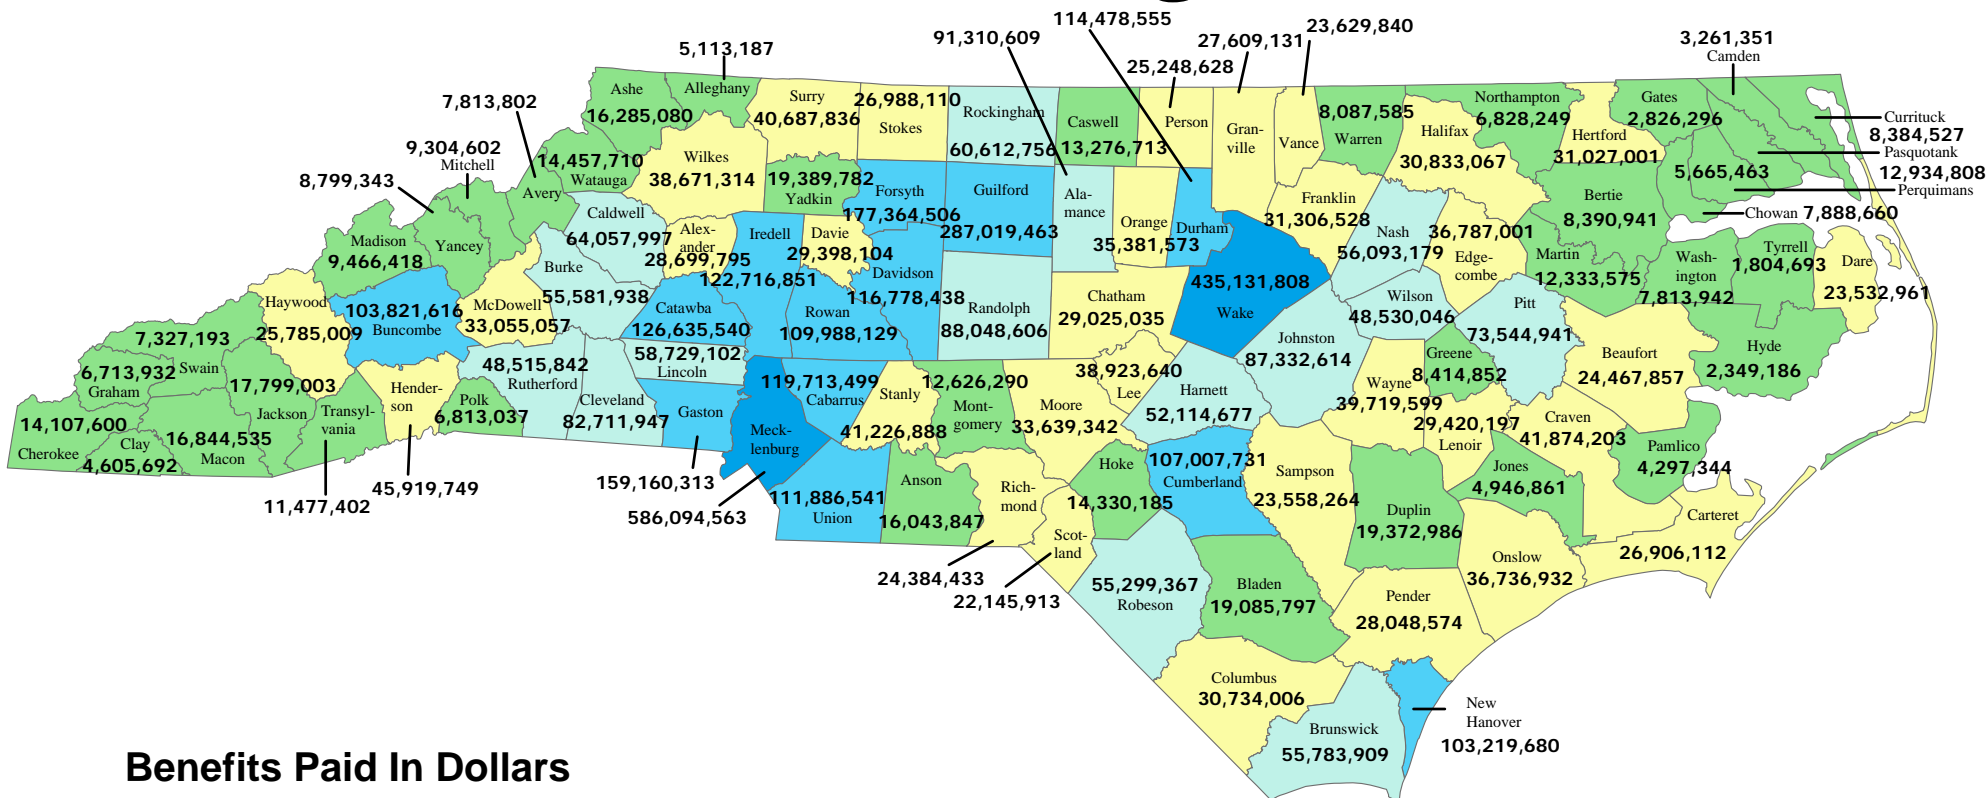 114,478,555
23,629,840
91,310,609
27,609,131
3,261,351
Camden
5,113,187
25,248,628
7,813,802
Ashe
16,285,080
Alleghany
Surry
40,687,836
26,988,110
Stokes
Rockingham
60,612,756
Caswell
13,276,713
Person
Gran-
ville
Vance
8,087,585
Warren
Halifax
30,833,067
Northampton
6,828,249
Hertford
31,027,001
Gates
2,826,296
Currituck
8,384,527
Pasquotank
12,934,808
Perquimans
5,665,463
Chowan 7,888,660
9,304,602
Mitchell
8,799,343
14,457,710
Watauga
Avery
Wilkes
38,671,314
19,389,782
Yadkin
Forsyth
177,364,506
Guilford
287,019,463
Ala-
mance
Orange
35,381,573
Durham
Franklin
31,306,528
Nash
56,093,179
36,787,001
Edge-
combe
Bertie
8,390,941
Martin
12,333,575
Wash-
ington
7,813,942
Tyrrell
1,804,693
Dare
23,532,961
Madison
9,466,418
Yancey
Caldwell
64,057,997
Alex-
ander
28,699,795
Iredell
122,716,851
Davie
29,398,104
Davidson
116,778,438
Randolph
88,048,606
Chatham
29,025,035
435,131,808
Wake
Wilson
48,530,046
Pitt
73,544,941
Beaufort
24,467,857
Hyde
2,349,186
Haywood
25,785,009
103,821,616
Buncombe
McDowell
33,055,057
Burke
55,581,938
Catawba
126,635,540
Rowan
109,988,129
Johnston
87,332,614
Greene
8,414,852
Wayne
39,719,599
7,327,193
Swain
6,713,932
Graham
17,799,003
Jackson
Transyl-
vania
Hender-
son
Polk
6,813,037
48,515,842
Rutherford
Cleveland
82,711,947
58,729,102
Lincoln
Gaston
Meck-
lenburg
119,713,499
Cabarrus
Stanly
41,226,888
12,626,290
Mont-
gomery
Moore
33,639,342
38,923,640
Lee
Harnett
52,114,677
29,420,197
Lenoir
Craven
41,874,203
Pamlico
4,297,344
14,107,600
Cherokee
Clay
4,605,692
16,844,535
Macon
11,477,402
45,919,749
159,160,313
586,094,563
111,886,541
Union
Anson
16,043,847
Rich-
mond
Hoke
14,330,185
107,007,731
Cumberland
Sampson
23,558,264
Duplin
19,372,986
Jones
4,946,861
Carteret
26,906,112
Onslow
36,736,932
Scot-
land
24,384,433
22,145,913
55,299,367
Robeson
Bladen
19,085,797
Pender
28,048,574
Columbus
30,734,006
Brunswick
55,783,909
New
Hanover
103,219,680
Benefits Paid In Dollars